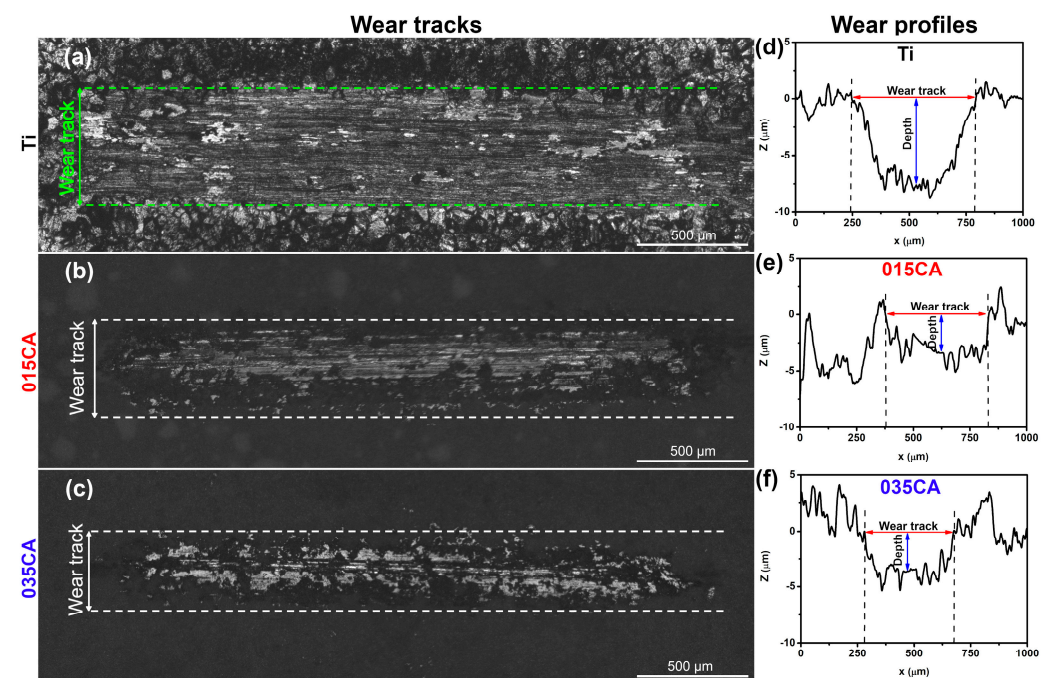 Wear tracks
Wear profiles
Ti
(a)
Wear track
500 µm
(d)
Ti
Wear track
Depth
Z (µm)
5
0
-5
-10
0 250 500 750 1000
x (µm)
015CA
(b)
Wear track
500 µm
(e)
015CA
Wear track
Depth
Z (µm)
5
0
-5
-10
0 250 500 750 1000
x (µm)
035CA
(c)
Wear track
500 µm
(f)
035CA
Wear track
Depth
Z (µm)
5
0
-5
-10
0 250 500 750 1000
x (µm)